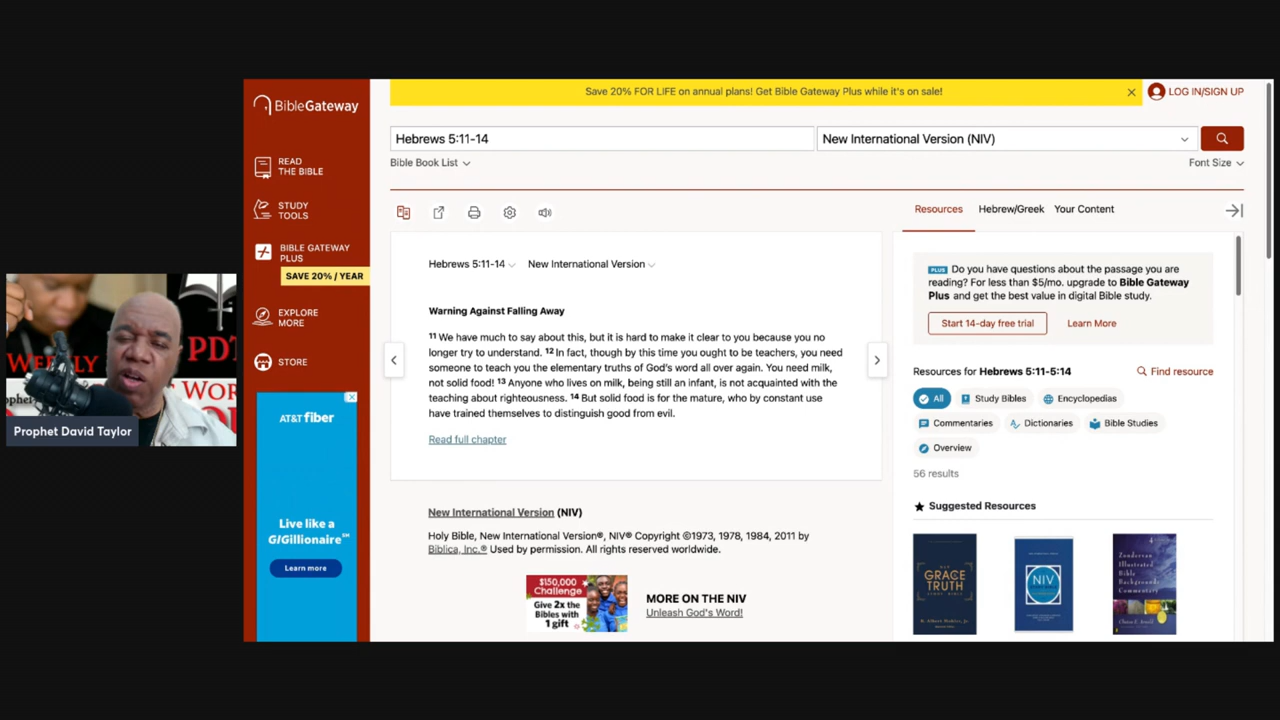 Save 20% FOR LIFE on annual plans! Get Bible Gateway Plus while it's on sale!
LOG IN/SIGN UP
BibleGateway
Hebrews 5:11-14
New International Version (NIV)
Bible Book List
Font Size
READ
THE BIBLE
STUDY
TOOLS
BIBLE GATEWAY
PLUS
SAVE 20% / YEAR
EXPLORE
MORE
STORE
Resources
Hebrew/Greek
Your Content
Hebrews 5:11-14
New International Version
Warning Against Falling Away
11 We have much to say about this, but it is hard to make it clear to you because you no
longer try to understand. 12 In fact, though by this time you ought to be teachers, you need
someone to teach you the elementary truths of God's word all over again. You need milk,
not solid food! 13 Anyone who lives on milk, being still an infant, is not acquainted with the
teaching about righteousness. 14 But solid food is for the mature, who by constant use
have trained themselves to distinguish good from evil.
Read full chapter
New International Version (NIV)
Holy Bible, New International Version®, NIV® Copyright ©1973, 1978, 1984, 2011 by
Biblica, Inc.® Used by permission. All rights reserved worldwide.
$150,000
Challenge
Give 2x the
Bibles with
1 gift
MORE ON THE NIV
Unleash God's Word!
PLUS Do you have questions about the passage you are
reading? For less than $5/mo. upgrade to Bible Gateway
Plus and get the best value in digital Bible study.
Start 14-day free trial
Learn More
Resources for Hebrews 5:11-5:14
Find resource
All
Study Bibles
Encyclopedias
Commentaries
Dictionaries
Bible Studies
Overview
56 results
Suggested Resources
GRACE
TRUTH
NIV
Zondervan
Illustrated
Bible
Backgrounds
Commentary
AT&T fiber
Live like a
GIGillionaire℠
Learn more
WEEKLY
PDT
Prophet David Taylor